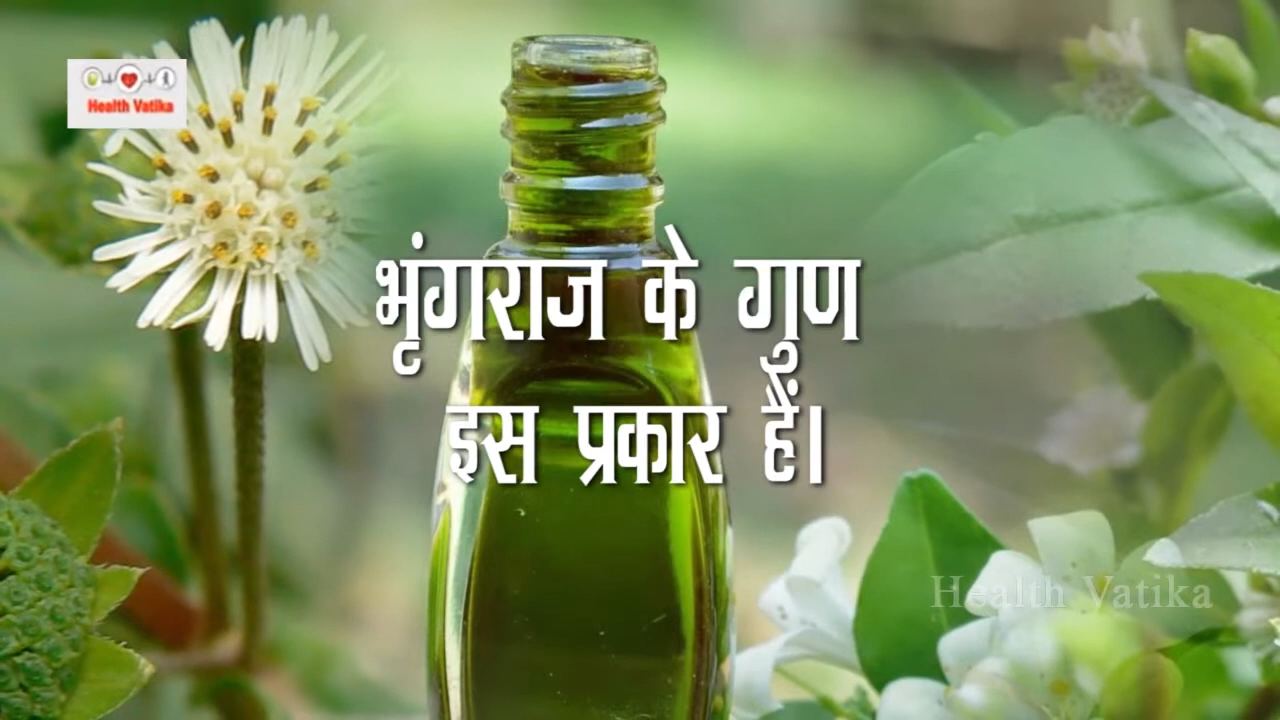 Health Vatika
भृंगराज के गुण
इस प्रकार हैं।
Health Vatika